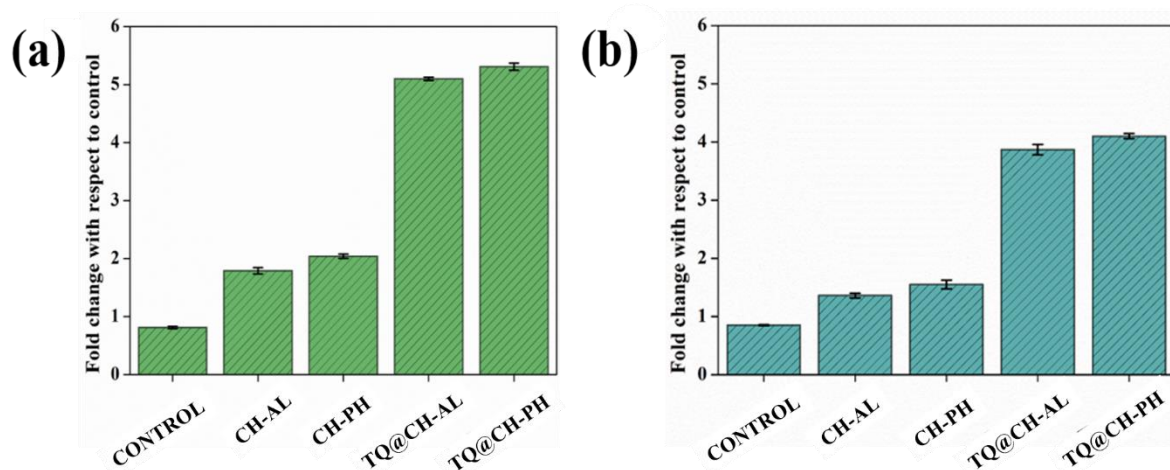 (a)
Fold change with respect to control
6
5
4
3
2
1
0
CONTROL
CH-AL
CH-PH
TQ@CH-AL
TQ@CH-PH
(b)
Fold change with respect to control
6
5
4
3
2
1
0
CONTROL
CH-AL
CH-PH
TQ@CH-AL
TQ@CH-PH